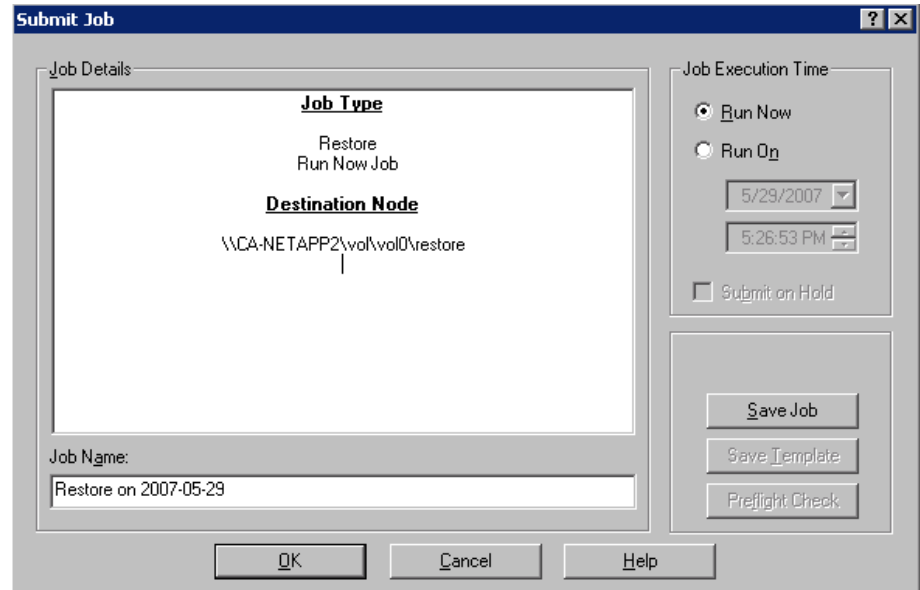 Submit Job
Job Details
Job Type
Restore
Run Now Job
Destination Node
\\CA-NETAPP2\vol\vol0\restore
Job Name:
Restore on 2007-05-29
Job Execution Time
Run Now
Run On
5/29/2007
5:26:53 PM
Submit on Hold
Save Job
Save Template
Preflight Check
OK
Cancel
Help